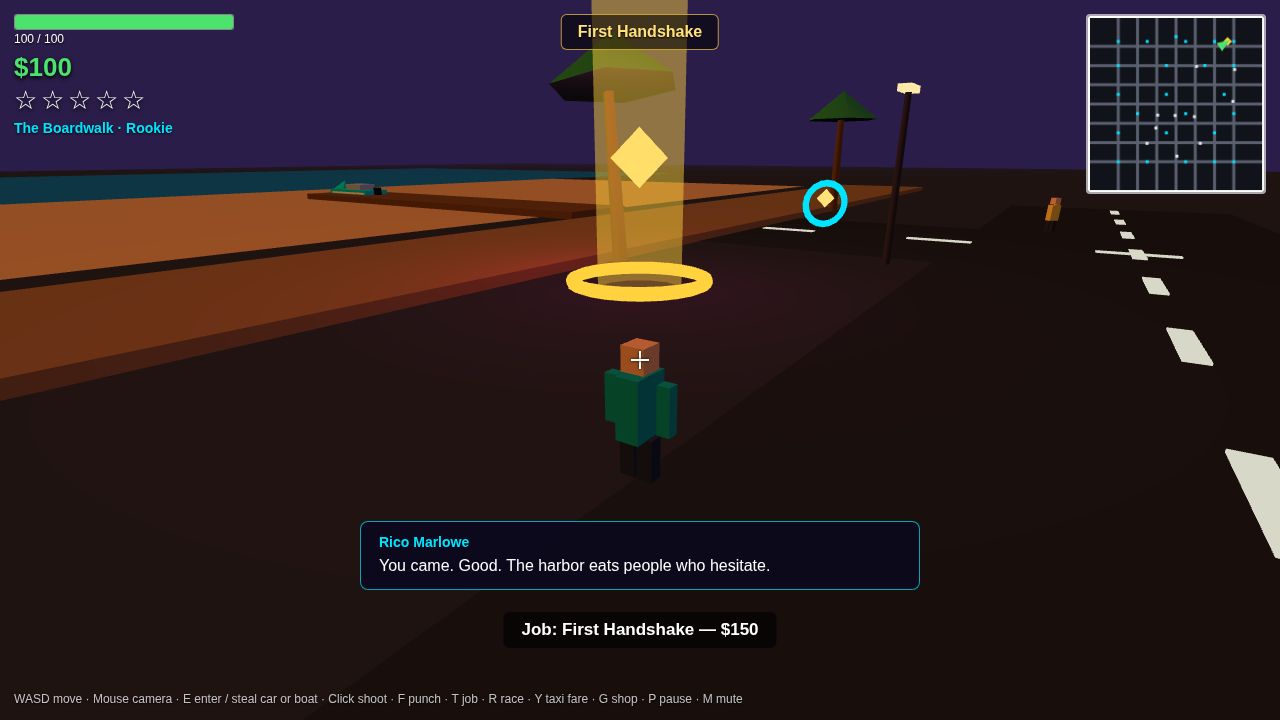 100 / 100
$100
☆☆☆☆☆
The Boardwalk · Rookie
First Handshake
Rico Marlowe
You came. Good. The harbor eats people who hesitate.
Job: First Handshake — $150
WASD move · Mouse camera · E enter / steal car or boat · Click shoot · F punch · T job · R race · Y taxi fare · G shop · P pause · M mute